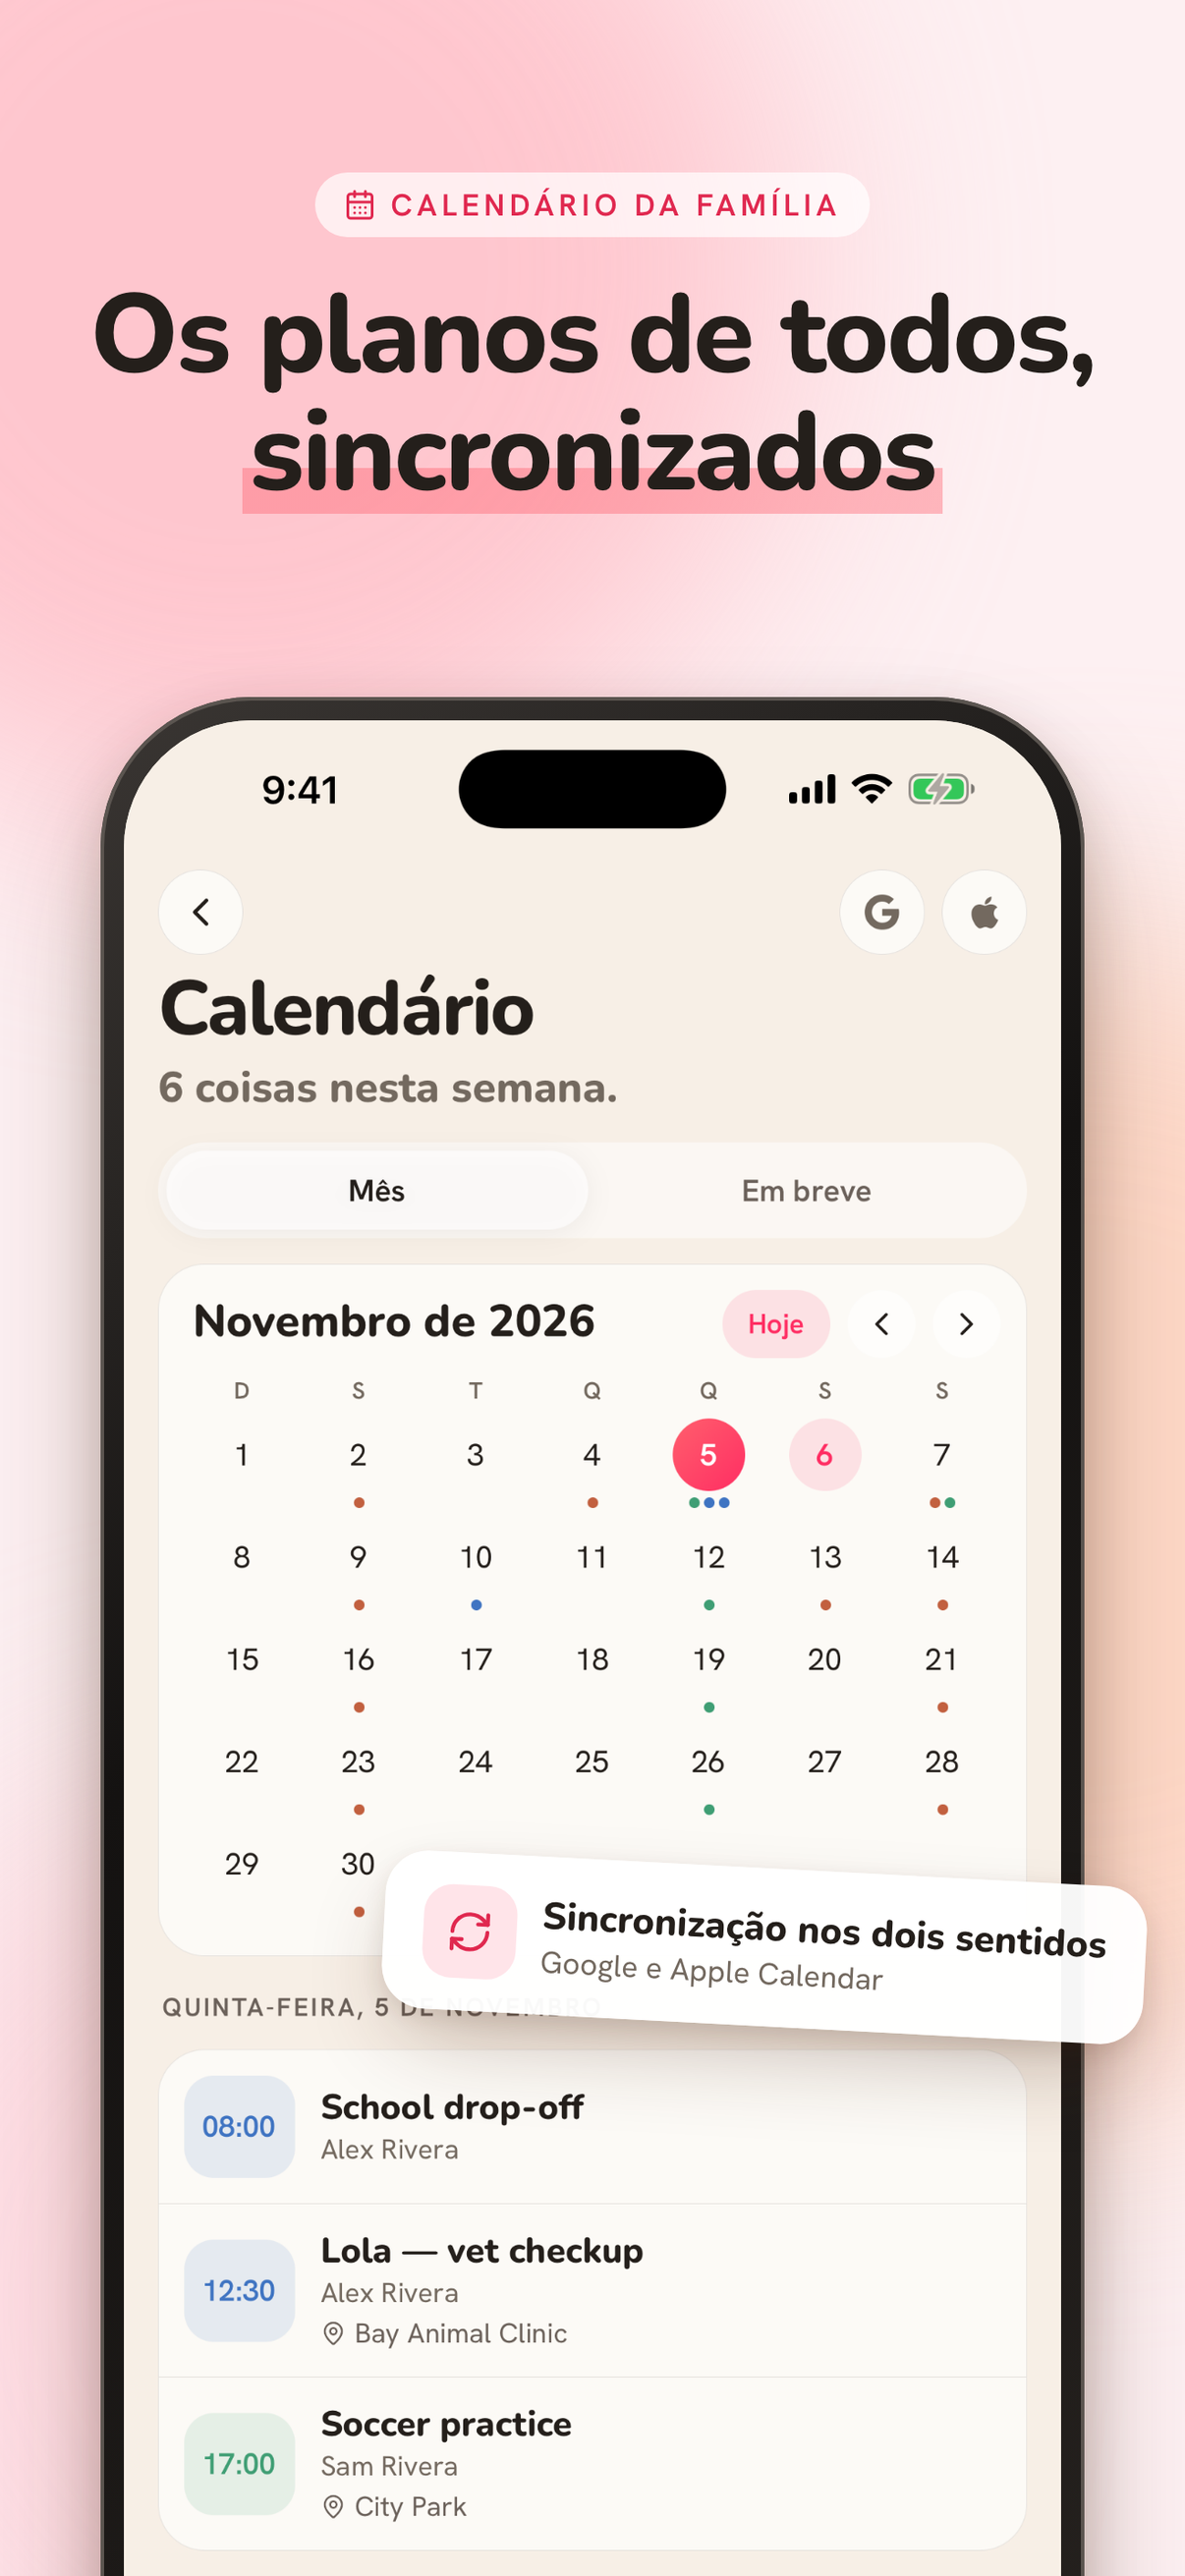 CALENDÁRIO DA FAMÍLIA
Os planos de todos,
sincronizados
9:41
Calendário
6 coisas nesta semana.
Mês Em breve
Novembro de 2026 Hoje
D S T Q Q S S
1 2 3 4 5 6 7
8 9 10 11 12 13 14
15 16 17 18 19 20 21
22 23 24 25 26 27 28
29 30
Sincronização nos dois sentidos
Google e Apple Calendar
QUINTA-FEIRA, 5 DE NOVEMBRO
08:00 School drop-off
Alex Rivera
12:30 Lola — vet checkup
Alex Rivera
Bay Animal Clinic
17:00 Soccer practice
Sam Rivera
City Park